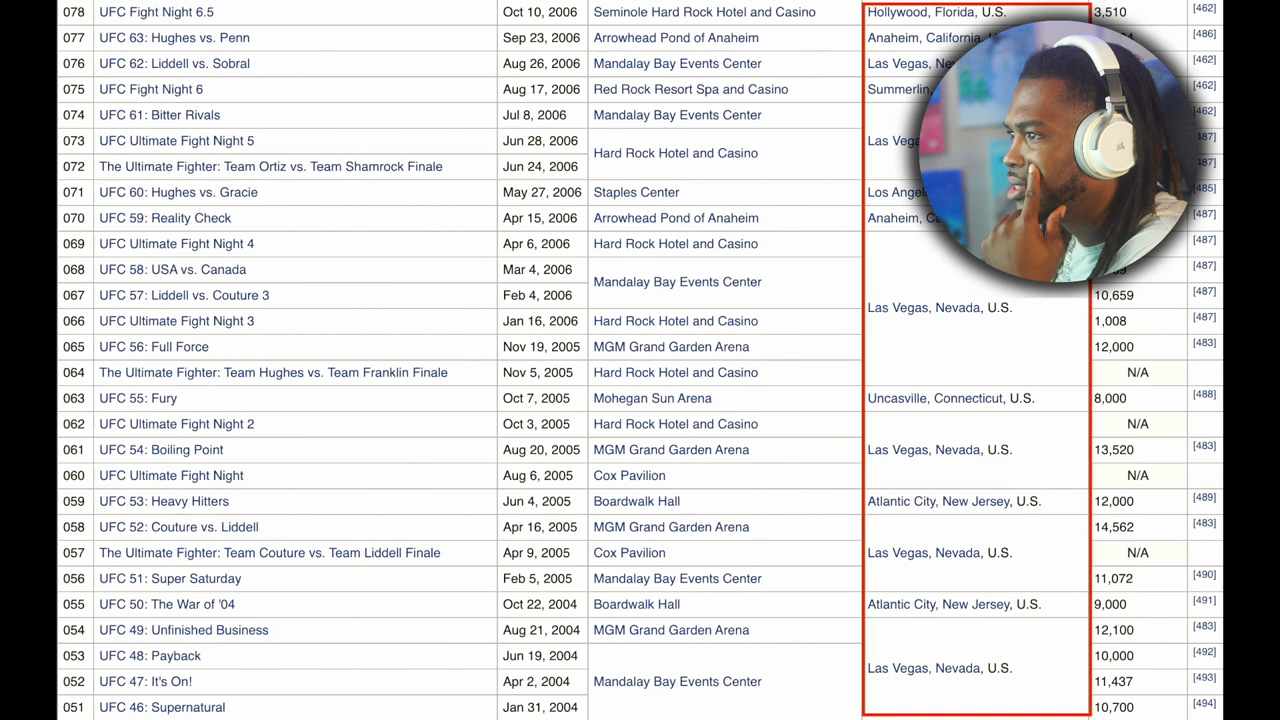 078 UFC Fight Night 6.5 Oct 10, 2006 Seminole Hard Rock Hotel and Casino Hollywood, Florida, U.S. 3,510 [462]
077 UFC 63: Hughes vs. Penn Sep 23, 2006 Arrowhead Pond of Anaheim Anaheim, California, [486]
076 UFC 62: Liddell vs. Sobral Aug 26, 2006 Mandalay Bay Events Center Las Vegas, [462]
075 UFC Fight Night 6 Aug 17, 2006 Red Rock Resort Spa and Casino Summerlin, [462]
074 UFC 61: Bitter Rivals Jul 8, 2006 Mandalay Bay Events Center [462]
073 UFC Ultimate Fight Night 5 Jun 28, 2006 Hard Rock Hotel and Casino Las
072 The Ultimate Fighter: Team Ortiz vs. Team Shamrock Finale Jun 24, 2006
071 UFC 60: Hughes vs. Gracie May 27, 2006 Staples Center Los [485]
070 UFC 59: Reality Check Apr 15, 2006 Arrowhead Pond of Anaheim Anaheim, [487]
069 UFC Ultimate Fight Night 4 Apr 6, 2006 Hard Rock Hotel and Casino [487]
068 UFC 58: USA vs. Canada Mar 4, 2006 Mandalay Bay Events Center [487]
067 UFC 57: Liddell vs. Couture 3 Feb 4, 2006 10,659 [487]
Las Vegas, Nevada, U.S.
066 UFC Ultimate Fight Night 3 Jan 16, 2006 Hard Rock Hotel and Casino 1,008 [487]
065 UFC 56: Full Force Nov 19, 2005 MGM Grand Garden Arena 12,000 [483]
064 The Ultimate Fighter: Team Hughes vs. Team Franklin Finale Nov 5, 2005 Hard Rock Hotel and Casino N/A
063 UFC 55: Fury Oct 7, 2005 Mohegan Sun Arena Uncasville, Connecticut, U.S. 8,000 [488]
062 UFC Ultimate Fight Night 2 Oct 3, 2005 Hard Rock Hotel and Casino N/A
061 UFC 54: Boiling Point Aug 20, 2005 MGM Grand Garden Arena Las Vegas, Nevada, U.S. 13,520 [483]
060 UFC Ultimate Fight Night Aug 6, 2005 Cox Pavilion N/A
059 UFC 53: Heavy Hitters Jun 4, 2005 Boardwalk Hall Atlantic City, New Jersey, U.S. 12,000 [489]
058 UFC 52: Couture vs. Liddell Apr 16, 2005 MGM Grand Garden Arena 14,562 [483]
057 The Ultimate Fighter: Team Couture vs. Team Liddell Finale Apr 9, 2005 Cox Pavilion Las Vegas, Nevada, U.S. N/A
056 UFC 51: Super Saturday Feb 5, 2005 Mandalay Bay Events Center 11,072 [490]
055 UFC 50: The War of '04 Oct 22, 2004 Boardwalk Hall Atlantic City, New Jersey, U.S. 9,000 [491]
054 UFC 49: Unfinished Business Aug 21, 2004 MGM Grand Garden Arena 12,100 [483]
053 UFC 48: Payback Jun 19, 2004 10,000 [492]
Las Vegas, Nevada, U.S.
052 UFC 47: It's On! Apr 2, 2004 Mandalay Bay Events Center 11,437 [493]
051 UFC 46: Supernatural Jan 31, 2004 10,700 [494]